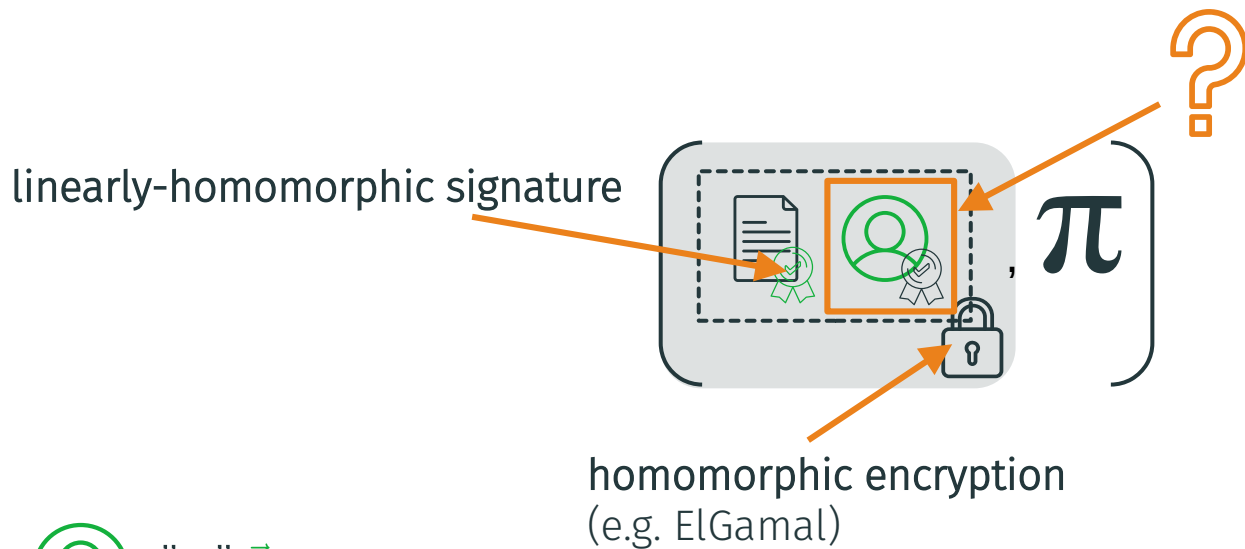 ?
linearly-homomorphic signature
( , π )
homomorphic encryption
(e.g. ElGamal)